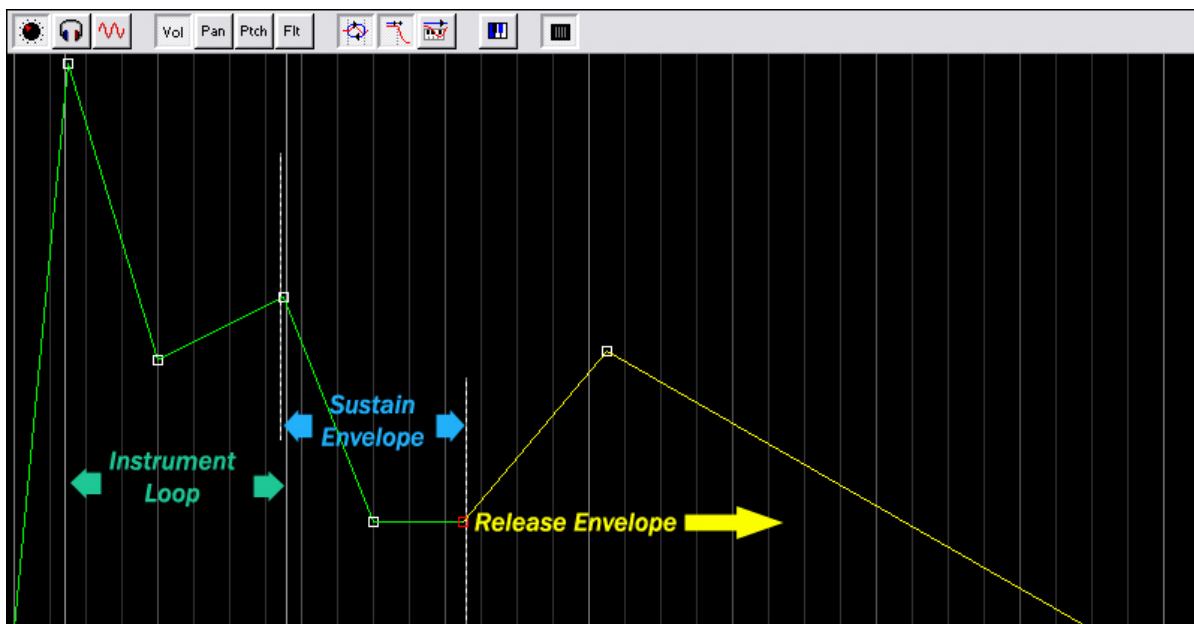 Vol Pan Ptch Flt
Sustain
Envelope
Instrument
Loop
Release Envelope